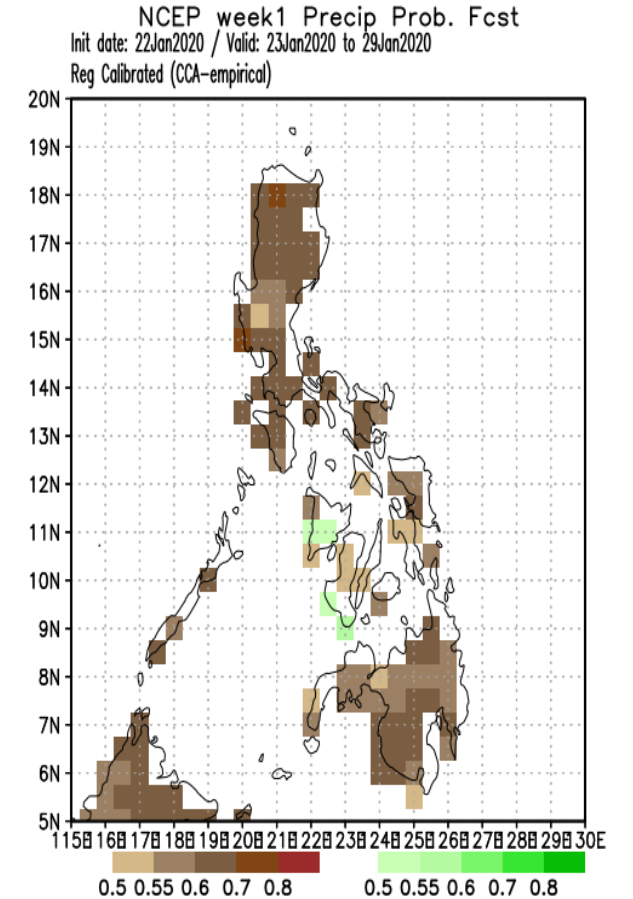 NCEP week1 Precip Prob. Fcst
Init date: 22Jan2020 / Valid: 23Jan2020 to 29Jan2020
Reg Calibrated (CCA-empirical)
20N
19N
18N
17N
16N
15N
14N
13N
12N
11N
10N
9N
8N
7N
6N
5N
115E 116E 117E 118E 119E 120E 121E 122E 123E 124E 125E 126E 127E 128E 129E 130E
0.5 0.55 0.6 0.7 0.8 0.5 0.55 0.6 0.7 0.8